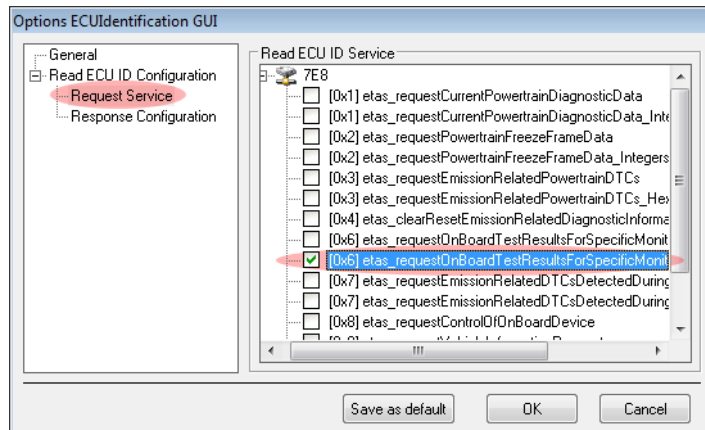 Options ECUIdentification GUI
General
Read ECU ID Configuration
Request Service
Response Configuration
Read ECU ID Service
7E8
[0x1] etas_requestCurrentPowertrainDiagnosticData
[0x1] etas_requestCurrentPowertrainDiagnosticData_Inte
[0x2] etas_requestPowertrainFreezeFrameData
[0x2] etas_requestPowertrainFreezeFrameData_Integers
[0x3] etas_requestEmissionRelatedPowertrainDTCs
[0x3] etas_requestEmissionRelatedPowertrainDTCs_Hex
[0x4] etas_clearResetEmissionRelatedDiagnosticInforma
[0x6] etas_requestOnBoardTestResultsForSpecificMonit
[0x6] etas_requestOnBoardTestResultsForSpecificMonit
[0x7] etas_requestEmissionRelatedDTCsDetectedDuring
[0x7] etas_requestEmissionRelatedDTCsDetectedDuring
[0x8] etas_requestControlOfOnBoardDevice
Save as default
OK
Cancel